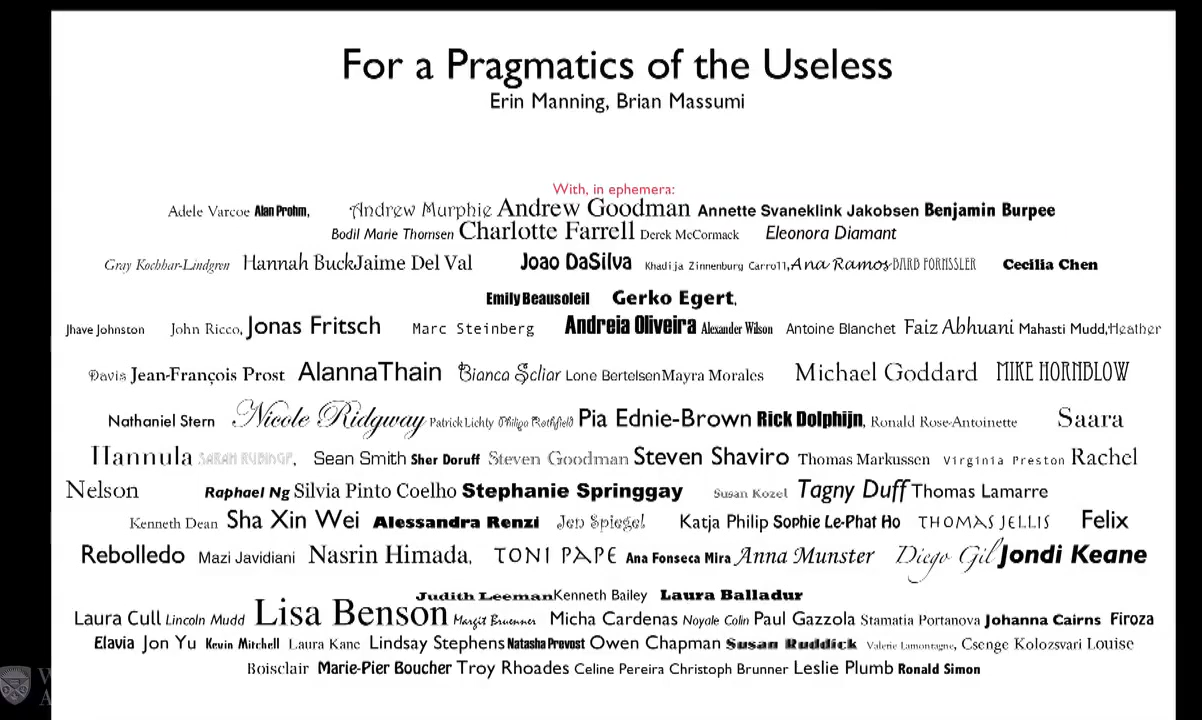 For a Pragmatics of the Useless
Erin Manning, Brian Massumi
With, in ephemera:
Adele Varcoe Alan Prohm, Andrew Murphie Andrew Goodman Annette Svaneklink Jakobsen Benjamin Burpee
Bodil Marie Thomsen Charlotte Farrell Derek McCormack Eleonora Diamant
Gray Kochhar-Lindgren Hannah BuckJaime Del Val Joao DaSilva Khadija Zinnenburg Carroll, Ana Ramos BARB FORNSSLER Cecilia Chen
Emily Beausoleil Gerko Egert,
Jhave Johnston John Ricco, Jonas Fritsch Marc Steinberg Andreia Oliveira Alexander Wilson Antoine Blanchet Faiz Abhuani Mahasti Mudd, Heather
Davis Jean-François Prost AlannaThain Bianca Scliar Lone BertelsenMayra Morales Michael Goddard MIKE HORNBLOW
Nathaniel Stern Nicole Ridgway Patrick Lichty Philipa Rothfield Pia Ednie-Brown Rick Dolphijn, Ronald Rose-Antoinette Saara
Hannula Sean Smith Sher Doruff Steven Goodman Steven Shaviro Thomas Markussen Virginia Preston Rachel
Nelson Raphael Ng Silvia Pinto Coelho Stephanie Springgay Susan Kozel Tagny Duff Thomas Lamarre
Kenneth Dean Sha Xin Wei Alessandra Renzi Jen Spiegel Katja Philip Sophie Le-Phat Ho THOMAS JELLIS Felix
Rebolledo Mazi Javidiani Nasrin Himada, TONI PAPE Ana Fonseca Mira Anna Munster Diego Gil Jondi Keane
Judith LeemanKenneth Bailey Laura Balladur
Laura Cull Lincoln Mudd Lisa Benson Margit Bruenner Micha Cardenas Noyale Colin Paul Gazzola Stamatia Portanova Johanna Cairns Firoza
Elavia Jon Yu Kevin Mitchell Laura Kane Lindsay Stephens Natasha Provost Owen Chapman Susan Ruddick Valerie Lamontagne, Csenge Kolozsvari Louise
Boisclair Marie-Pier Boucher Troy Rhoades Celine Pereira Christoph Brunner Leslie Plumb Ronald Simon